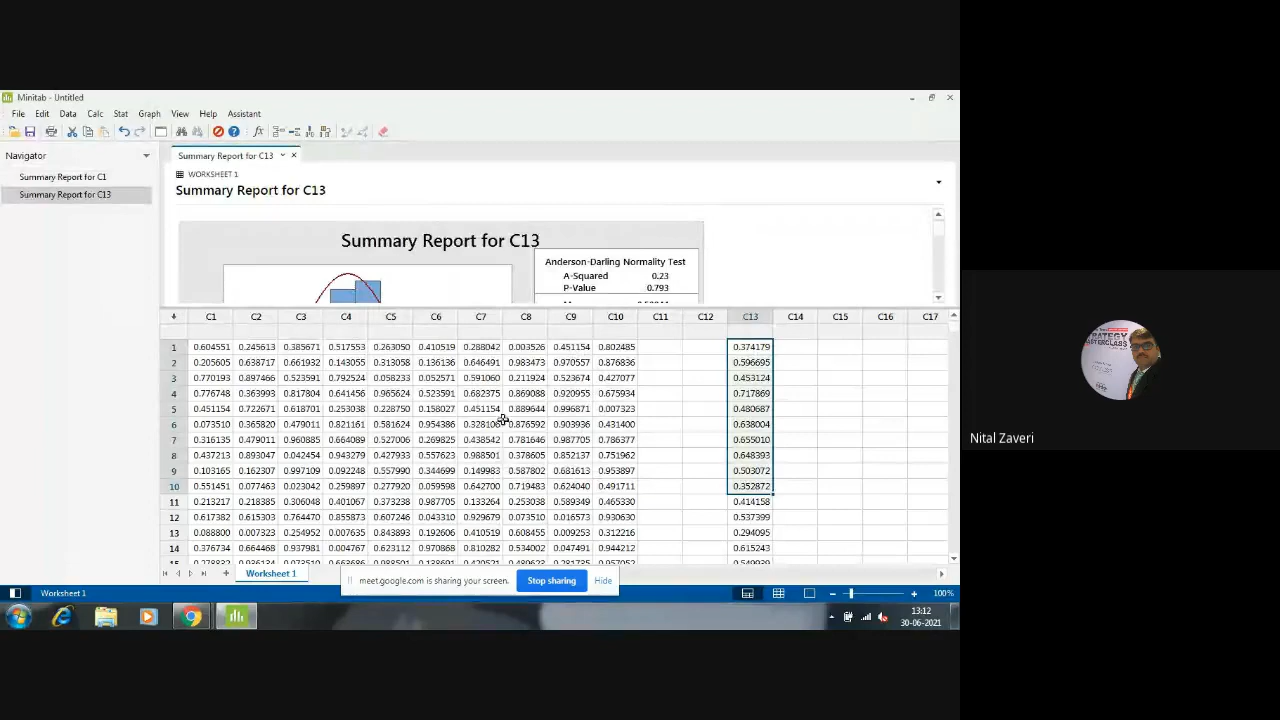 Minitab - Untitled
File Edit Data Calc Stat Graph View Help Assistant
Navigator
Summary Report for C1
Summary Report for C13
Summary Report for C13
WORKSHEET 1
Summary Report for C13
Summary Report for C13
Anderson-Darling Normality Test
A-Squared 0.23
P-Value 0.793
C1 C2 C3 C4 C5 C6 C7 C8 C9 C10 C11 C12 C13 C14 C15 C16 C17
1 0.604551 0.245613 0.385671 0.517553 0.263050 0.410519 0.288042 0.003526 0.451154 0.802485 0.374179
2 0.205605 0.638717 0.661932 0.143055 0.313058 0.136136 0.646491 0.983473 0.970557 0.876836 0.596695
3 0.770193 0.897466 0.523591 0.792524 0.058233 0.052571 0.591060 0.211924 0.523674 0.427077 0.453124
4 0.776748 0.363993 0.817804 0.641456 0.965624 0.523591 0.682375 0.869088 0.920955 0.675934 0.717869
5 0.451154 0.722671 0.618701 0.253038 0.228750 0.158027 0.451154 0.889644 0.996871 0.007323 0.480687
6 0.073510 0.365820 0.479011 0.821161 0.581624 0.954386 0.328106 0.876592 0.903936 0.431400 0.638004
7 0.316135 0.479011 0.960885 0.664089 0.527006 0.269825 0.438542 0.781646 0.987705 0.786377 0.655010
8 0.437213 0.893047 0.042454 0.943379 0.427933 0.557623 0.988501 0.378605 0.852137 0.751962 0.648393
9 0.103165 0.162307 0.997109 0.092248 0.557990 0.344699 0.149983 0.587802 0.681613 0.953897 0.503072
10 0.551451 0.077463 0.023042 0.259897 0.277920 0.059598 0.642700 0.719483 0.624040 0.491711 0.352872
11 0.213217 0.218385 0.306048 0.401067 0.373238 0.987705 0.133264 0.253038 0.589349 0.465330 0.414158
12 0.617382 0.615303 0.764470 0.855873 0.607246 0.043310 0.929679 0.073510 0.016573 0.930630 0.537399
13 0.088800 0.007323 0.254952 0.007635 0.843893 0.192606 0.410519 0.608455 0.009253 0.312216 0.294095
14 0.376734 0.664468 0.937981 0.004767 0.623112 0.970868 0.810282 0.534002 0.047491 0.944212 0.615243
Worksheet 1
meet.google.com is sharing your screen. Stop sharing Hide
Worksheet 1
100%
13:12
30-06-2021
STRATEGY
Nital Zaveri